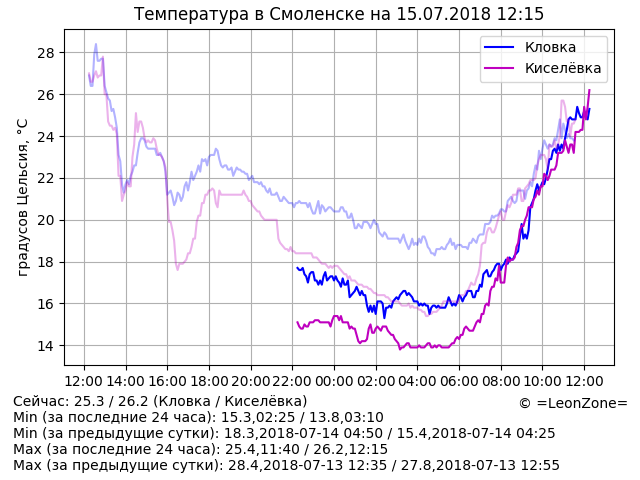 Температура в Смоленске на 15.07.2018 12:15
Кловка
Киселёвка
градусов Цельсия, °C
28
26
24
22
20
18
16
14
12:00 14:00 16:00 18:00 20:00 22:00 00:00 02:00 04:00 06:00 08:00 10:00 12:00
Сейчас: 25.3 / 26.2 (Кловка / Киселёвка)
© =LeonZone=
Min (за последние 24 часа): 15.3,02:25 / 13.8,03:10
Min (за предыдущие сутки): 18.3,2018-07-14 04:50 / 15.4,2018-07-14 04:25
Max (за последние 24 часа): 25.4,11:40 / 26.2,12:15
Max (за предыдущие сутки): 28.4,2018-07-13 12:35 / 27.8,2018-07-13 12:55